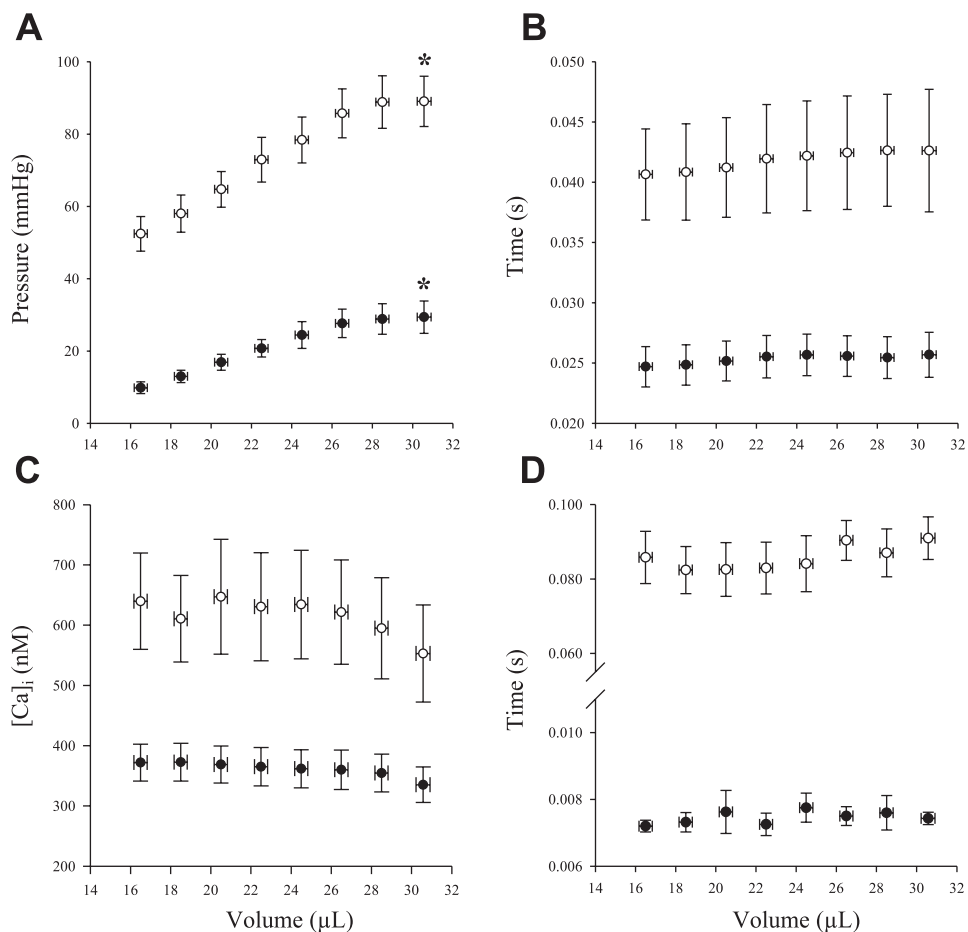 A
B
Pressure (mmHg)
100
80
60
40
20
0
*
*
14 16 18 20 22 24 26 28 30 32
Time (s)
0.050
0.045
0.040
0.035
0.030
0.025
0.020
14 16 18 20 22 24 26 28 30 32
C
D
[Ca]i (nM)
800
700
600
500
400
300
200
14 16 18 20 22 24 26 28 30 32
Volume (µL)
Time (s)
0.100
0.080
0.060
0.010
0.008
0.006
14 16 18 20 22 24 26 28 30 32
Volume (µL)